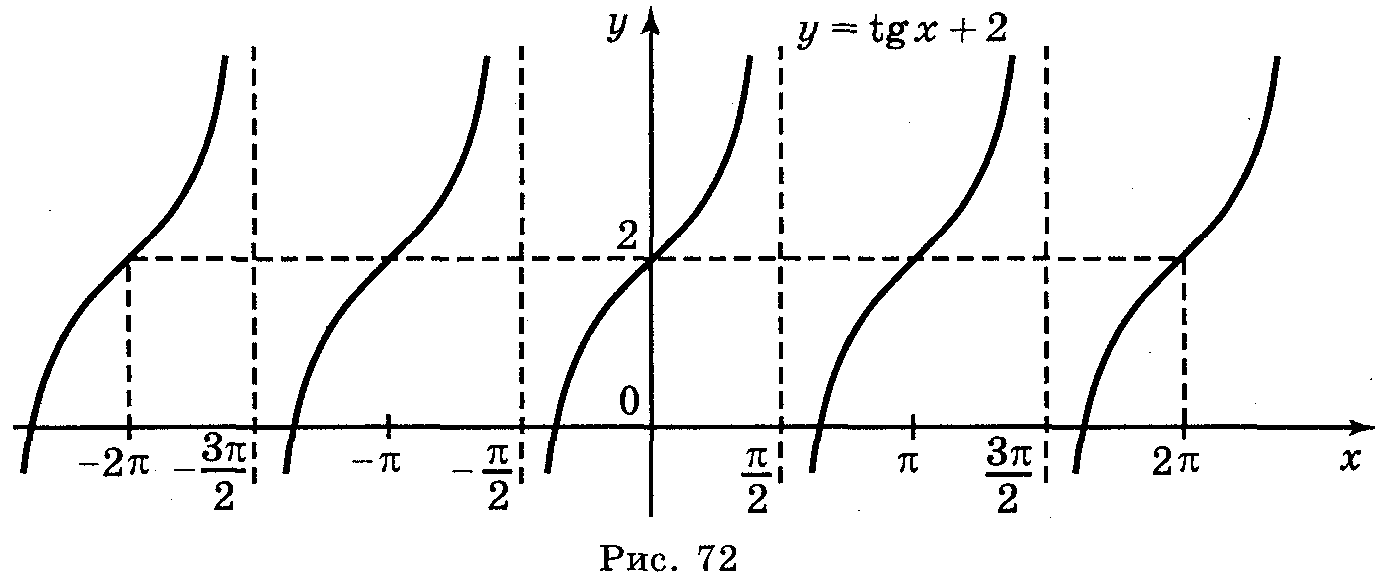 y
y = tg x + 2
2
0
−2π
−3π/2
−π
−π/2
π/2
π
3π/2
2π
x
Рис. 72